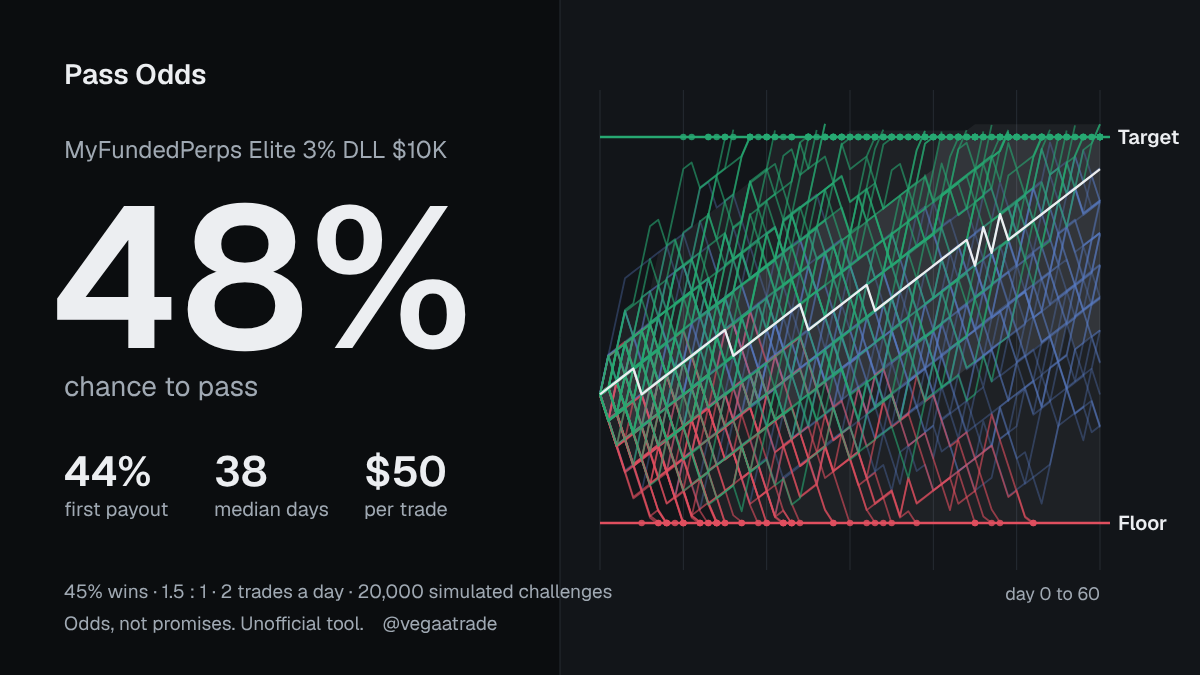 Pass Odds
MyFundedPerps Elite 3% DLL $10K
48%
chance to pass
44%
first payout
38
median days
$50
per trade
45% wins · 1.5 : 1 · 2 trades a day · 20,000 simulated challenges
Odds, not promises. Unofficial tool. @vegaatrade
Target
Floor
day 0 to 60